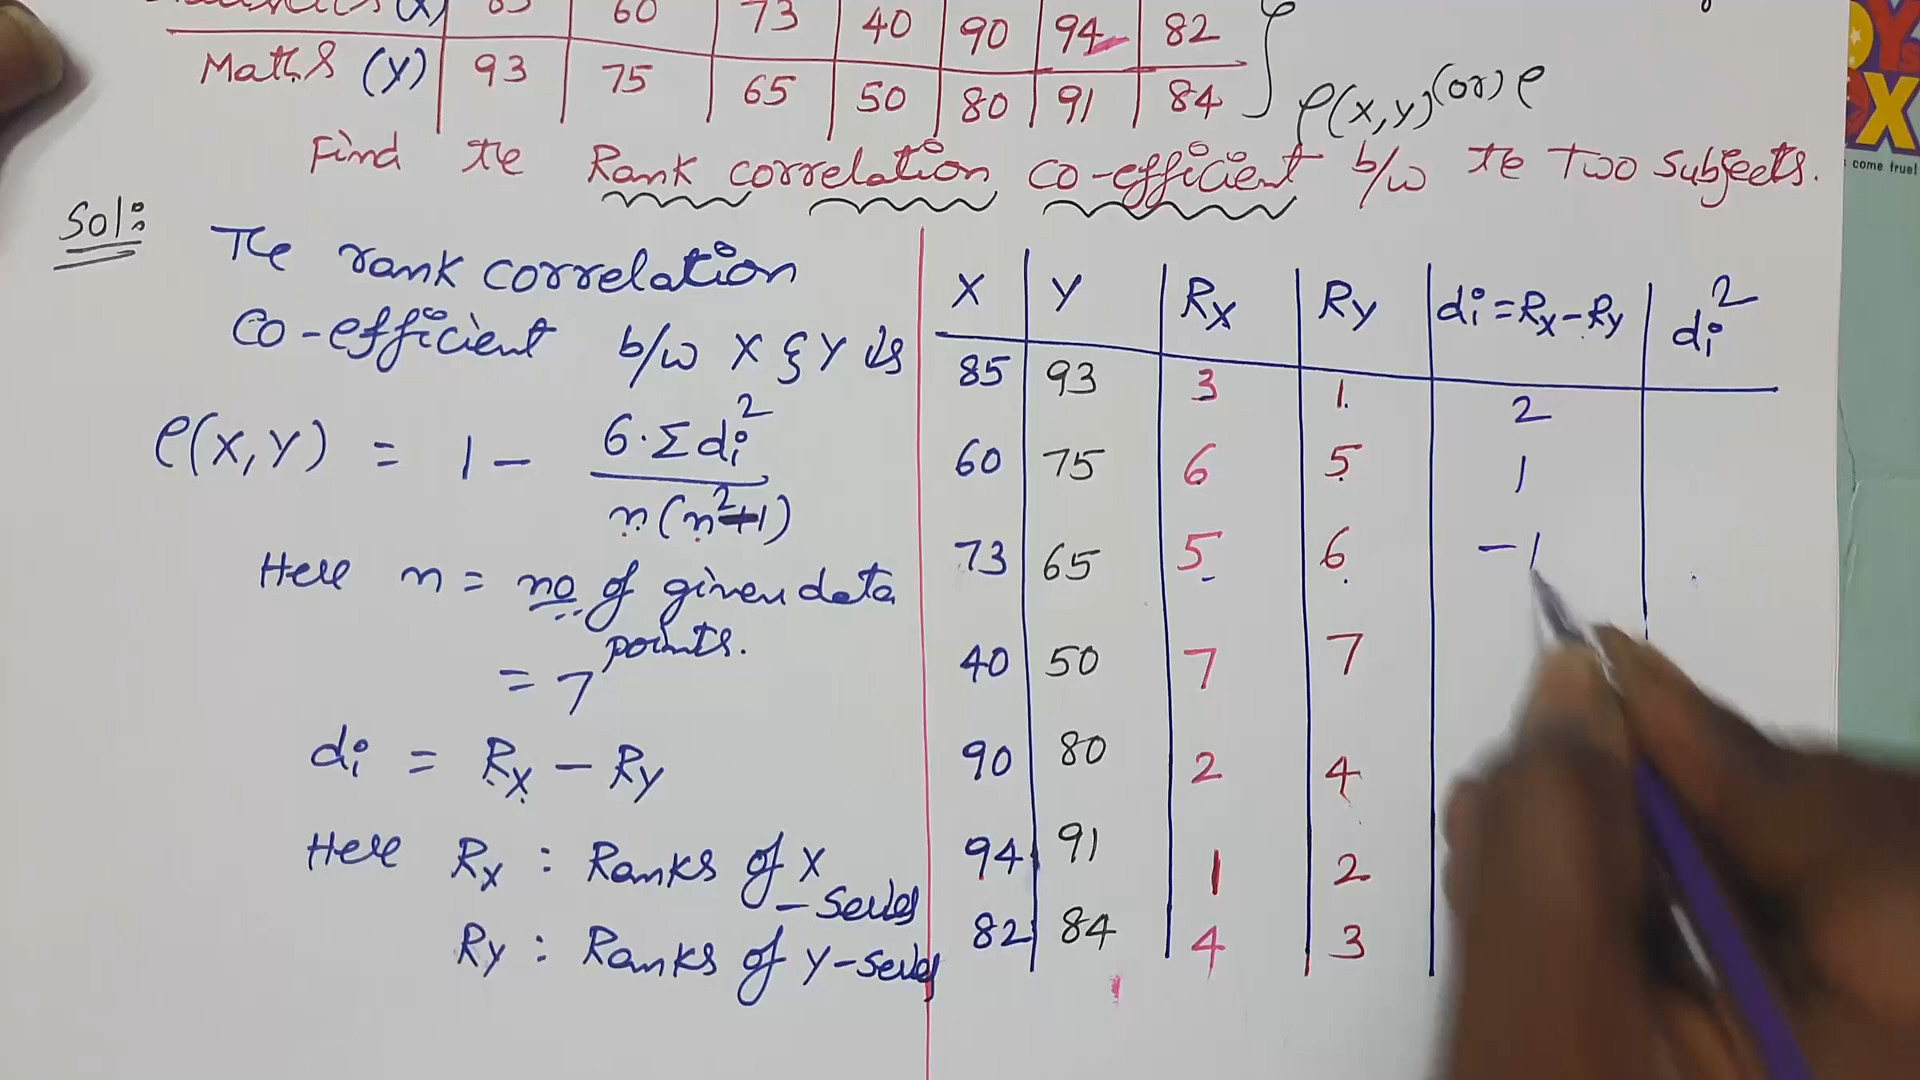 (X) 85 60 73 40 90 94 82
Maths (Y) 93 75 65 50 80 91 84
ρ(X,Y) (or) ρ
Find the Rank correlation co-efficient b/w the two subjects.
come true!
Sol:
The rank correlation
co-efficient b/w X & Y is
ρ(X,Y) = 1 - 6·Σdi² / n(n²-1)
Here n = no of given data
points.
= 7
di = Rx - Ry
Here Rx : Ranks of X
- Series
Ry : Ranks of Y-Series
X Y Rx Ry di=Rx-Ry di²
85 93 3 1 2
60 75 6 5 1
73 65 5 6 -1
40 50 7 7
90 80 2 4
94 91 1 2
82 84 4 3